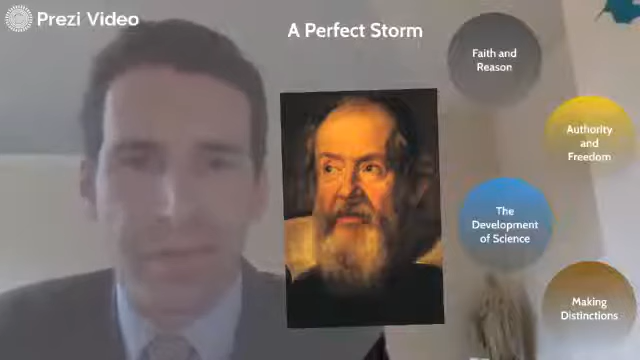 Prezi Video
A Perfect Storm
Faith and
Reason
Authority
and
Freedom
The
Development
of Science
Making
Distinctions